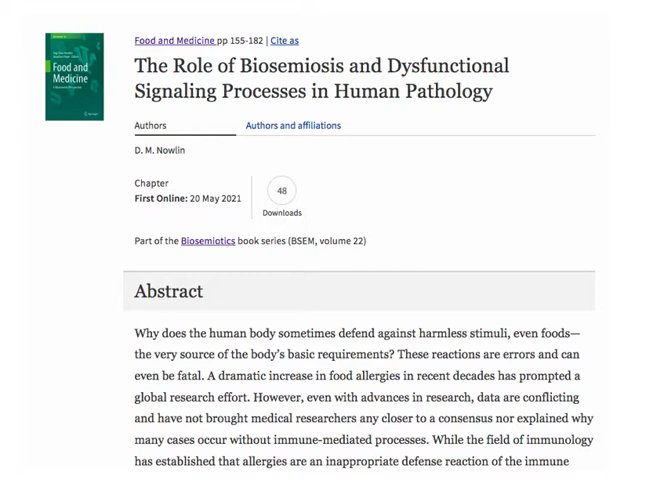 Food and Medicine pp 155-182 | Cite as
The Role of Biosemiosis and Dysfunctional
Signaling Processes in Human Pathology
Food and
Medicine
Authors
Authors and affiliations
D. M. Nowlin
Chapter
First Online: 20 May 2021
48
Downloads
Part of the Biosemiotics book series (BSEM, volume 22)
Abstract
Why does the human body sometimes defend against harmless stimuli, even foods—
the very source of the body's basic requirements? These reactions are errors and can
even be fatal. A dramatic increase in food allergies in recent decades has prompted a
global research effort. However, even with advances in research, data are conflicting
and have not brought medical researchers any closer to a consensus nor explained why
many cases occur without immune-mediated processes. While the field of immunology
has established that allergies are an inappropriate defense reaction of the immune